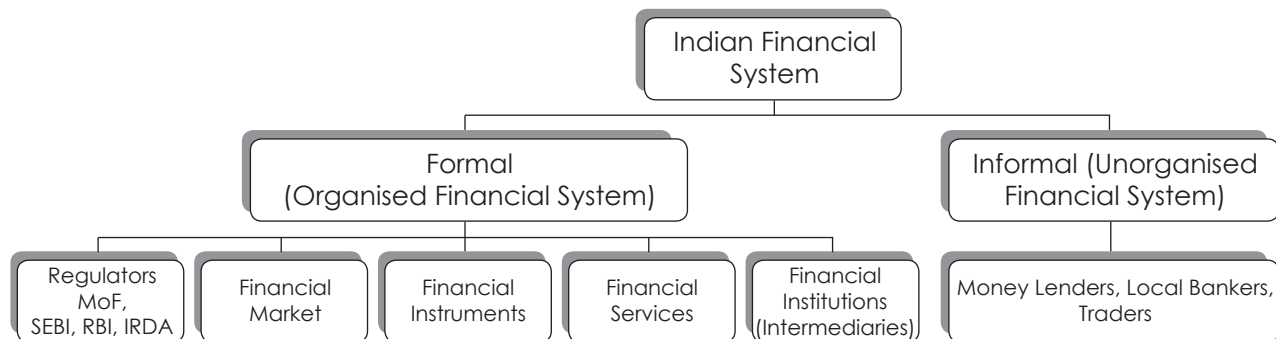 Indian Financial
System
Formal
(Organised Financial System)
Informal (Unorganised
Financial System)
Regulators
MoF,
SEBI, RBI, IRDA
Financial
Market
Financial
Instruments
Financial
Services
Financial
Institutions
(Intermediaries)
Money Lenders, Local Bankers,
Traders